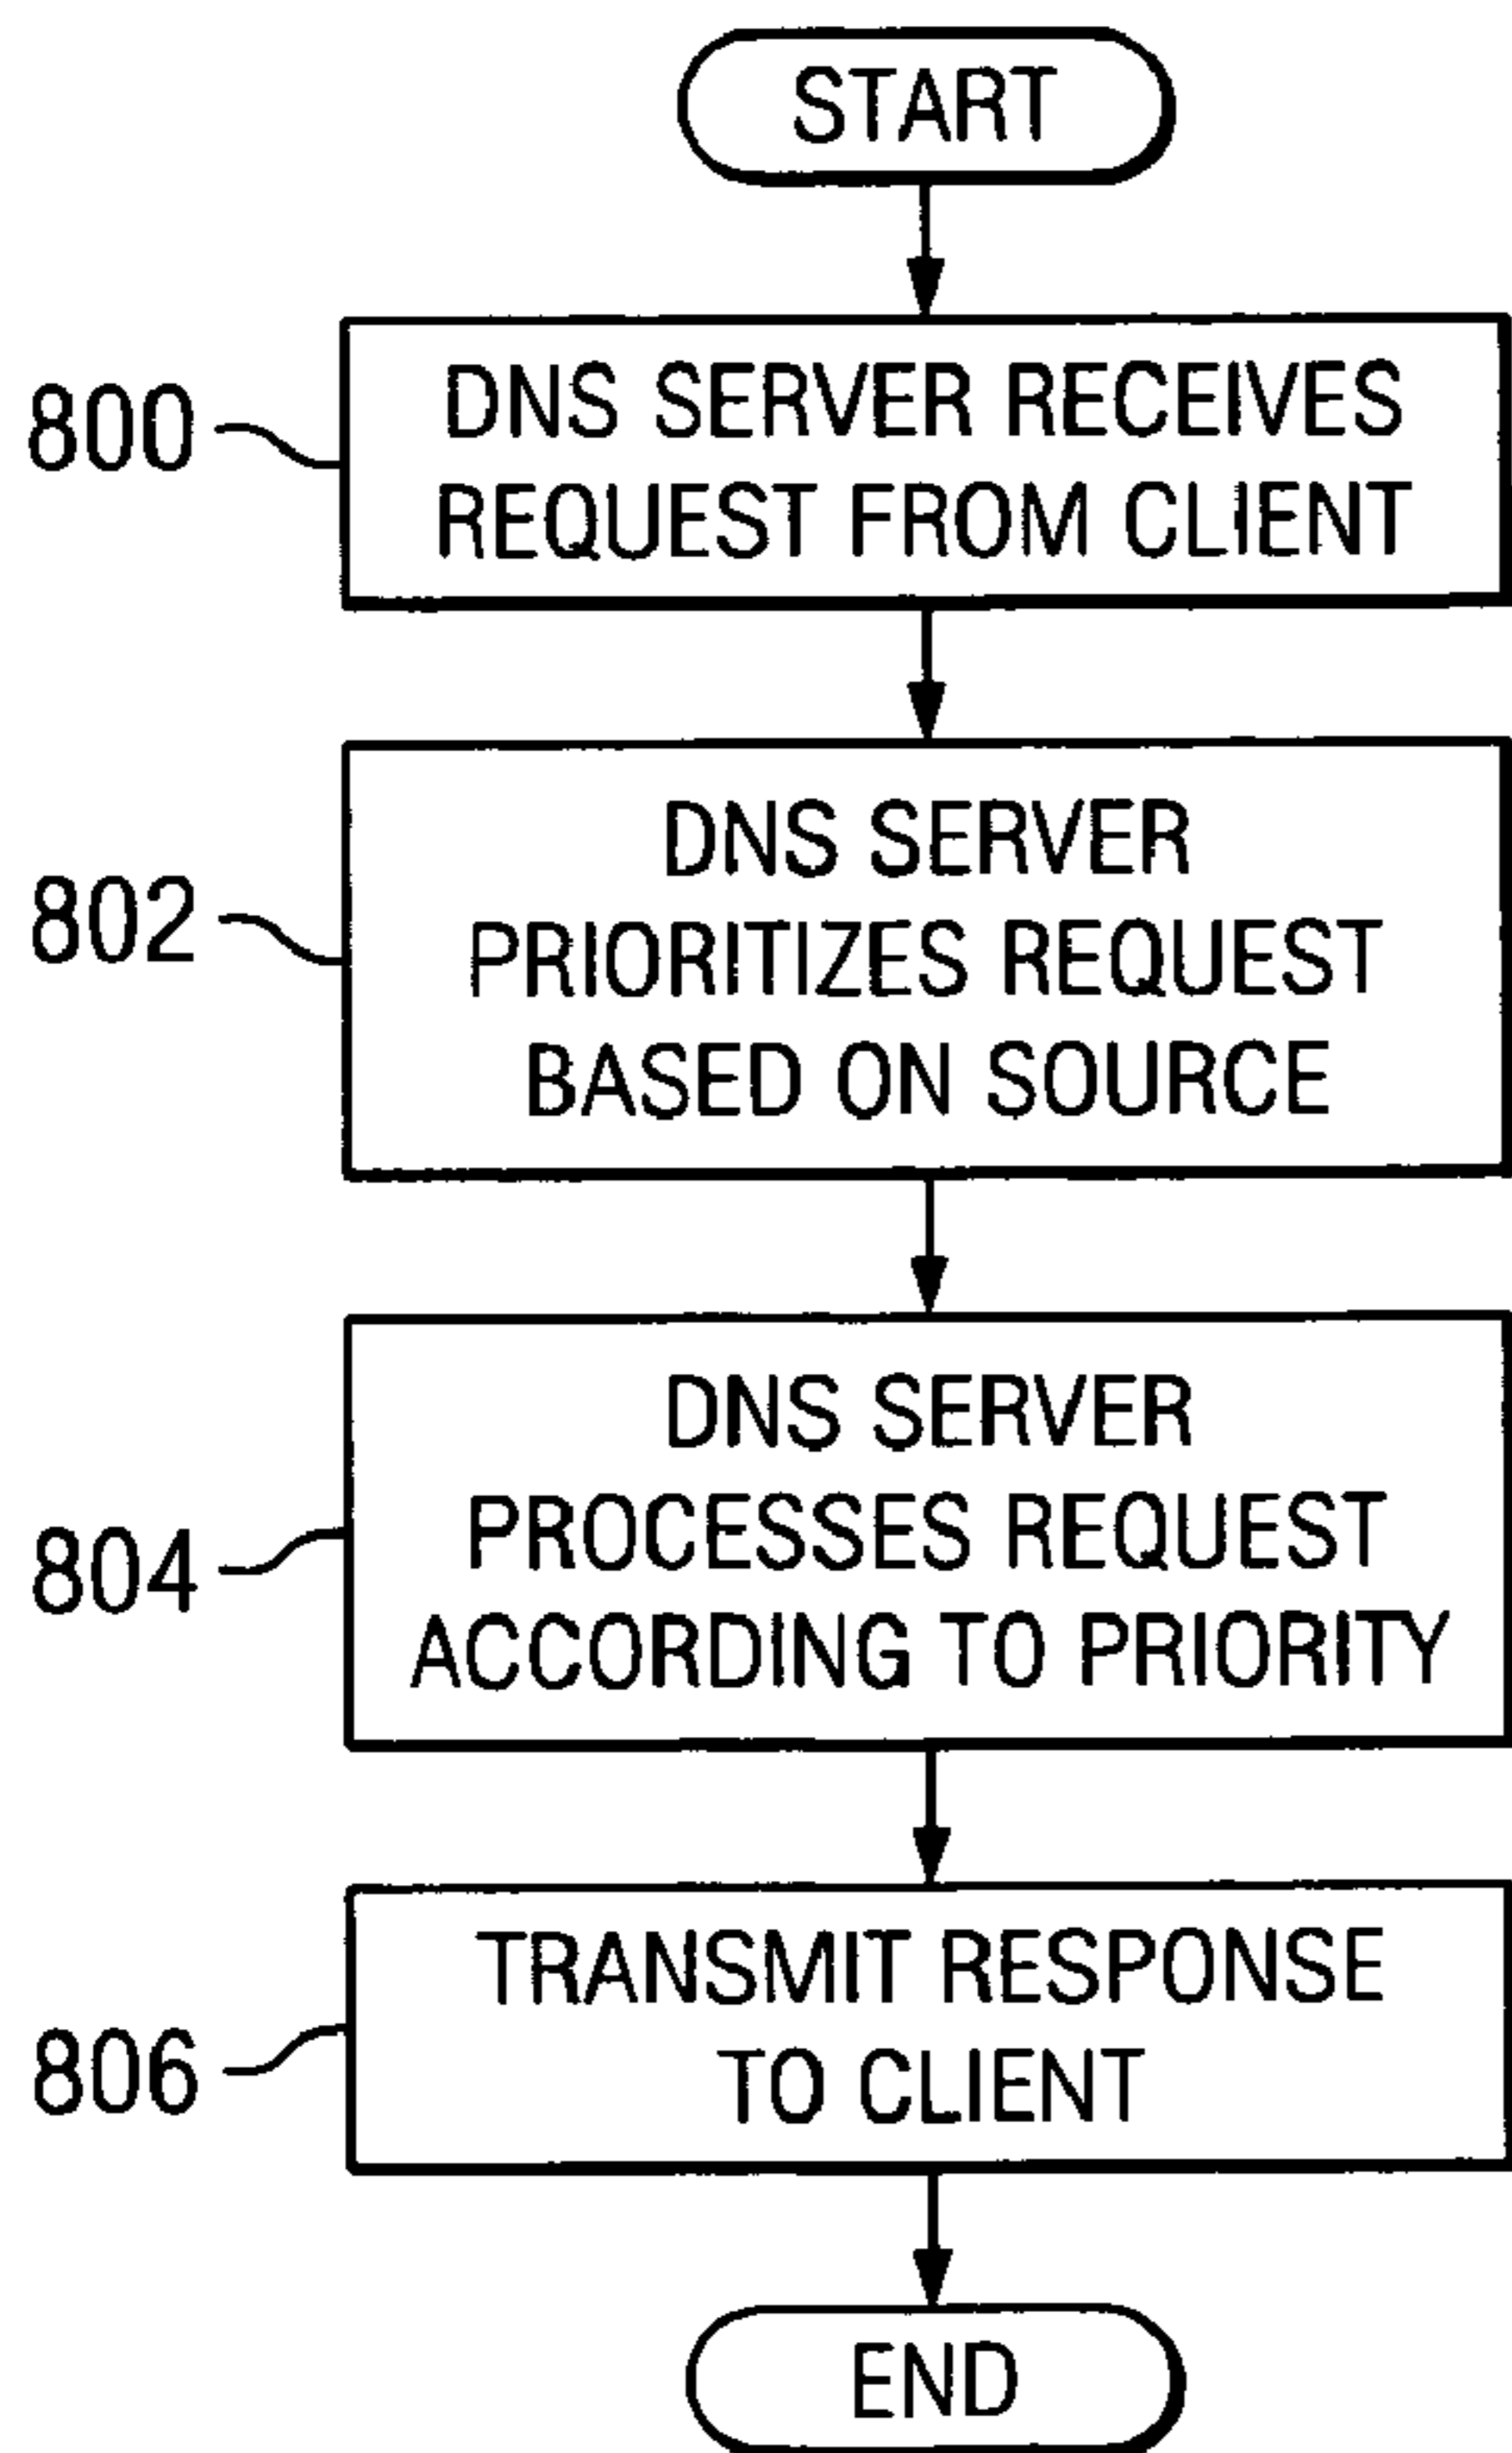 START
800
DNS SERVER RECEIVES
REQUEST FROM CLIENT
802
DNS SERVER
PRIORITIZES REQUEST
BASED ON SOURCE
804
DNS SERVER
PROCESSES REQUEST
ACCORDING TO PRIORITY
806
TRANSMIT RESPONSE
TO CLIENT
END